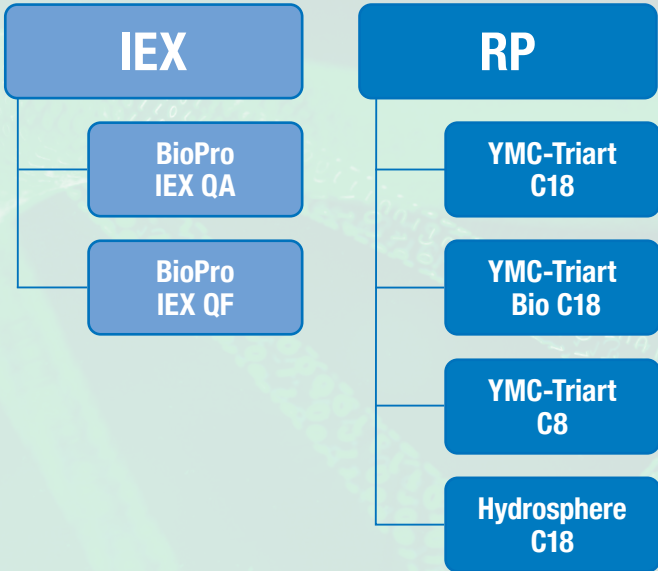 IEX
BioPro
IEX QA
BioPro
IEX QF
RP
YMC-Triart
C18
YMC-Triart
Bio C18
YMC-Triart
C8
Hydrosphere
C18